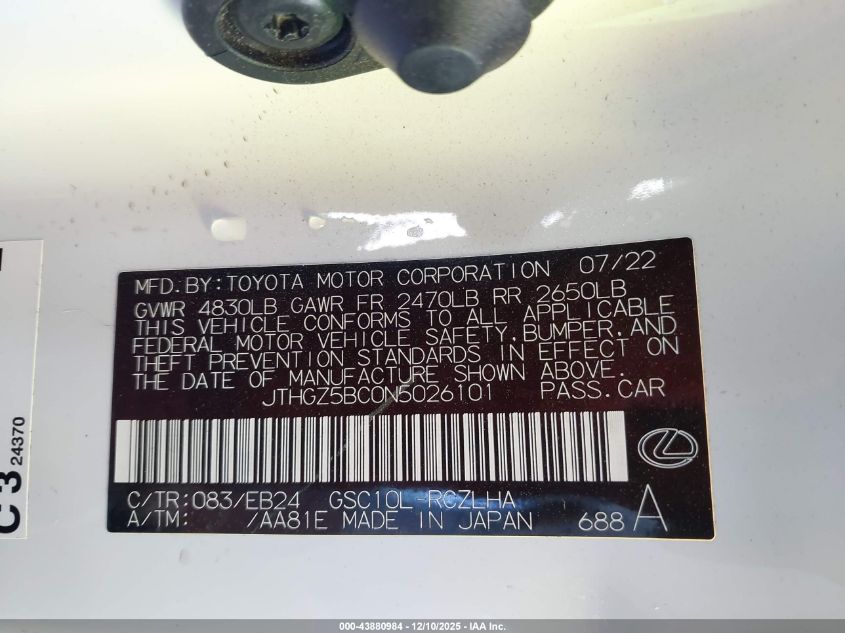 MFD.BY:TOYOTA MOTOR CORPORATION 07/22
GVWR 4830LB GAWR FR 2470LB RR 2650LB
THIS VEHICLE CONFORMS TO ALL APPLICABLE
FEDERAL MOTOR VEHICLE SAFETY,BUMPER,AND
THEFT PREVENTION STANDARDS IN EFFECT ON
THE DATE OF MANUFACTURE SHOWN ABOVE.
JTHGZ5BC0N5026101 PASS.CAR
C/TR:083/EB24 GSC10L-RCZLHA
A/TM: /AA81E MADE IN JAPAN 688 A
C 3 24370
000-43880984 - 12/10/2025 - IAA Inc.